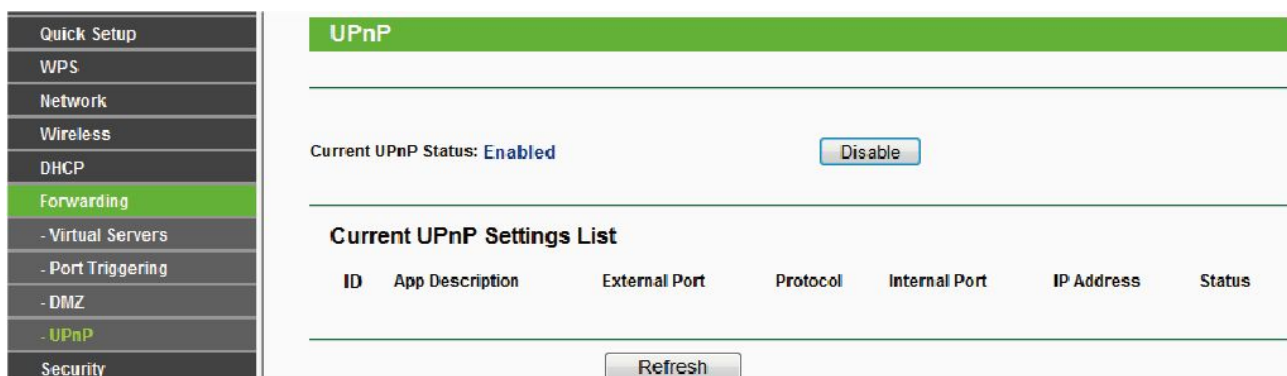 Quick Setup
WPS
Network
Wireless
DHCP
Forwarding
- Virtual Servers
- Port Triggering
- DMZ
- UPnP
Security
UPnP
Current UPnP Status: Enabled Disable
Current UPnP Settings List
ID App Description External Port Protocol Internal Port IP Address Status
Refresh